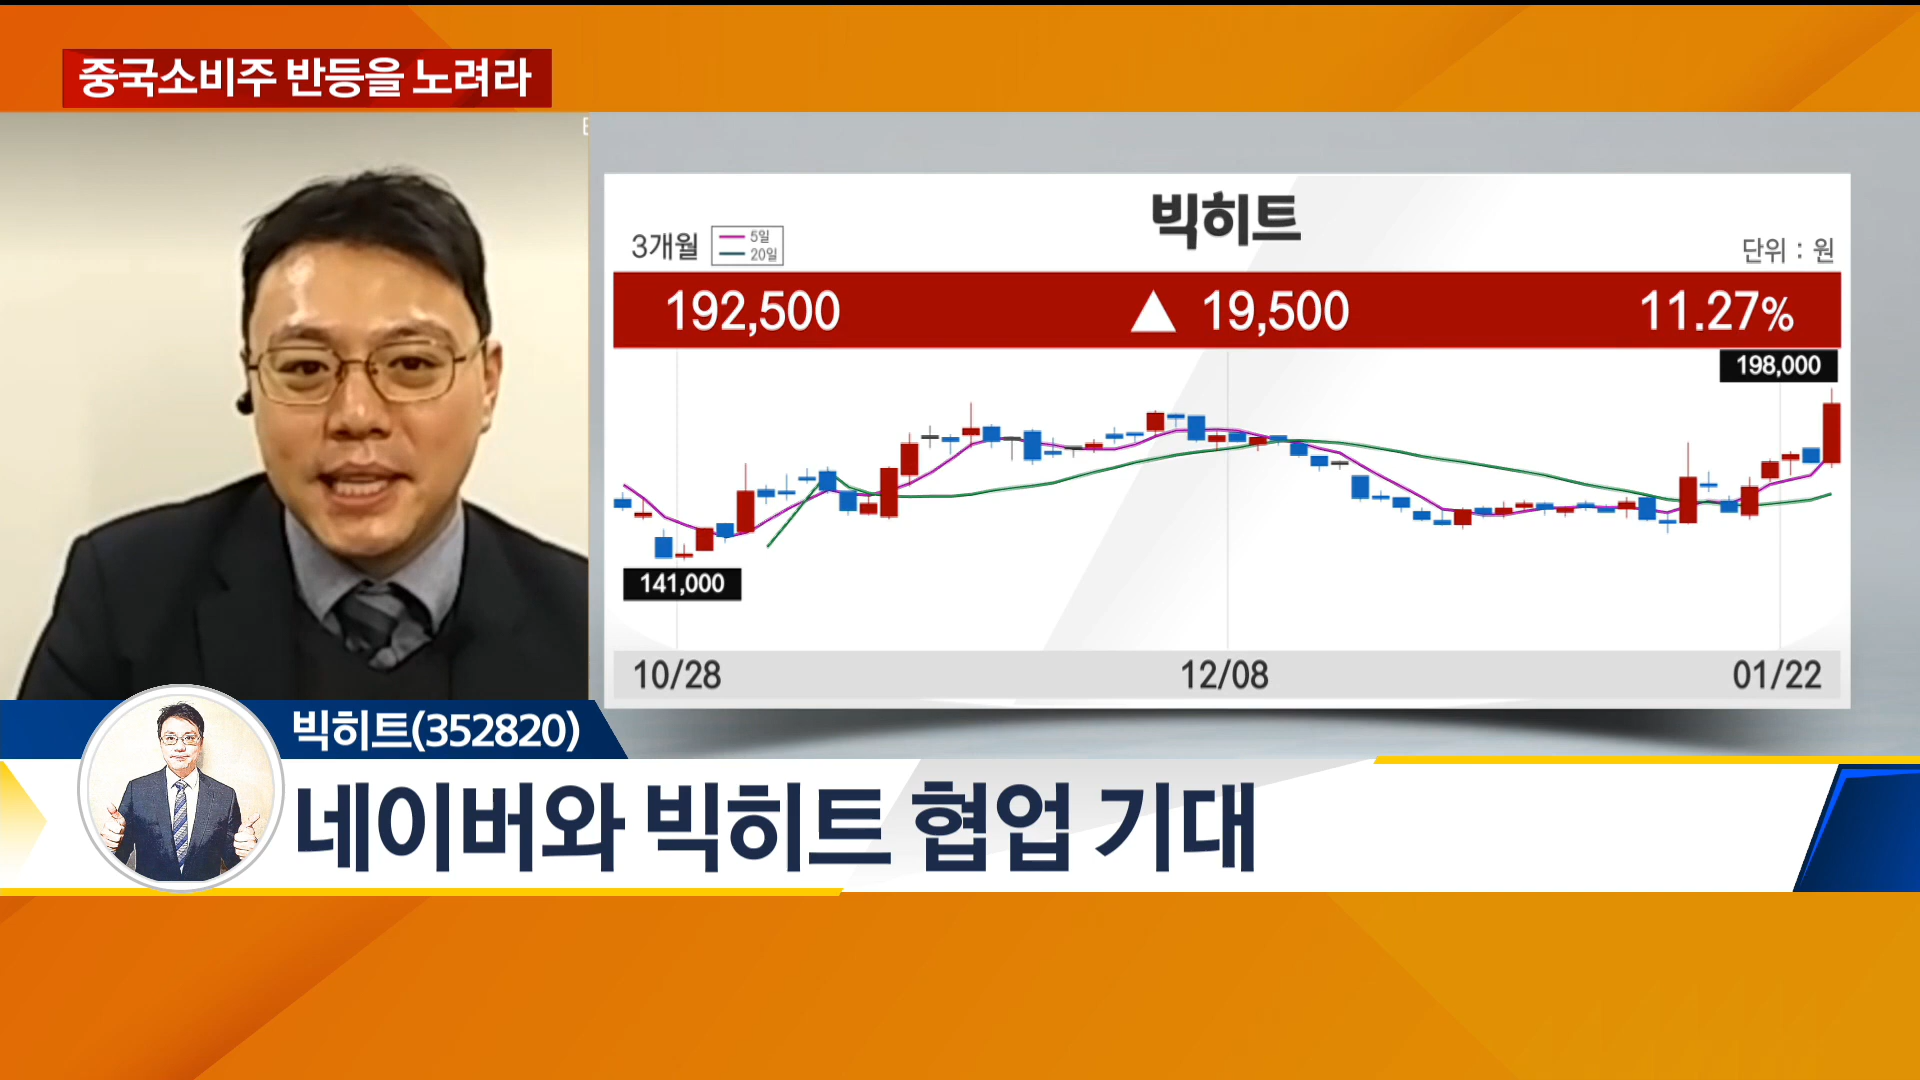 중국소비주 반등을 노려라
빅히트
3개월
5일
20일
단위 : 원
192,500 ▲ 19,500 11.27%
198,000
141,000
10/28 12/08 01/22
빅히트(352820)
네이버와 빅히트 협업 기대